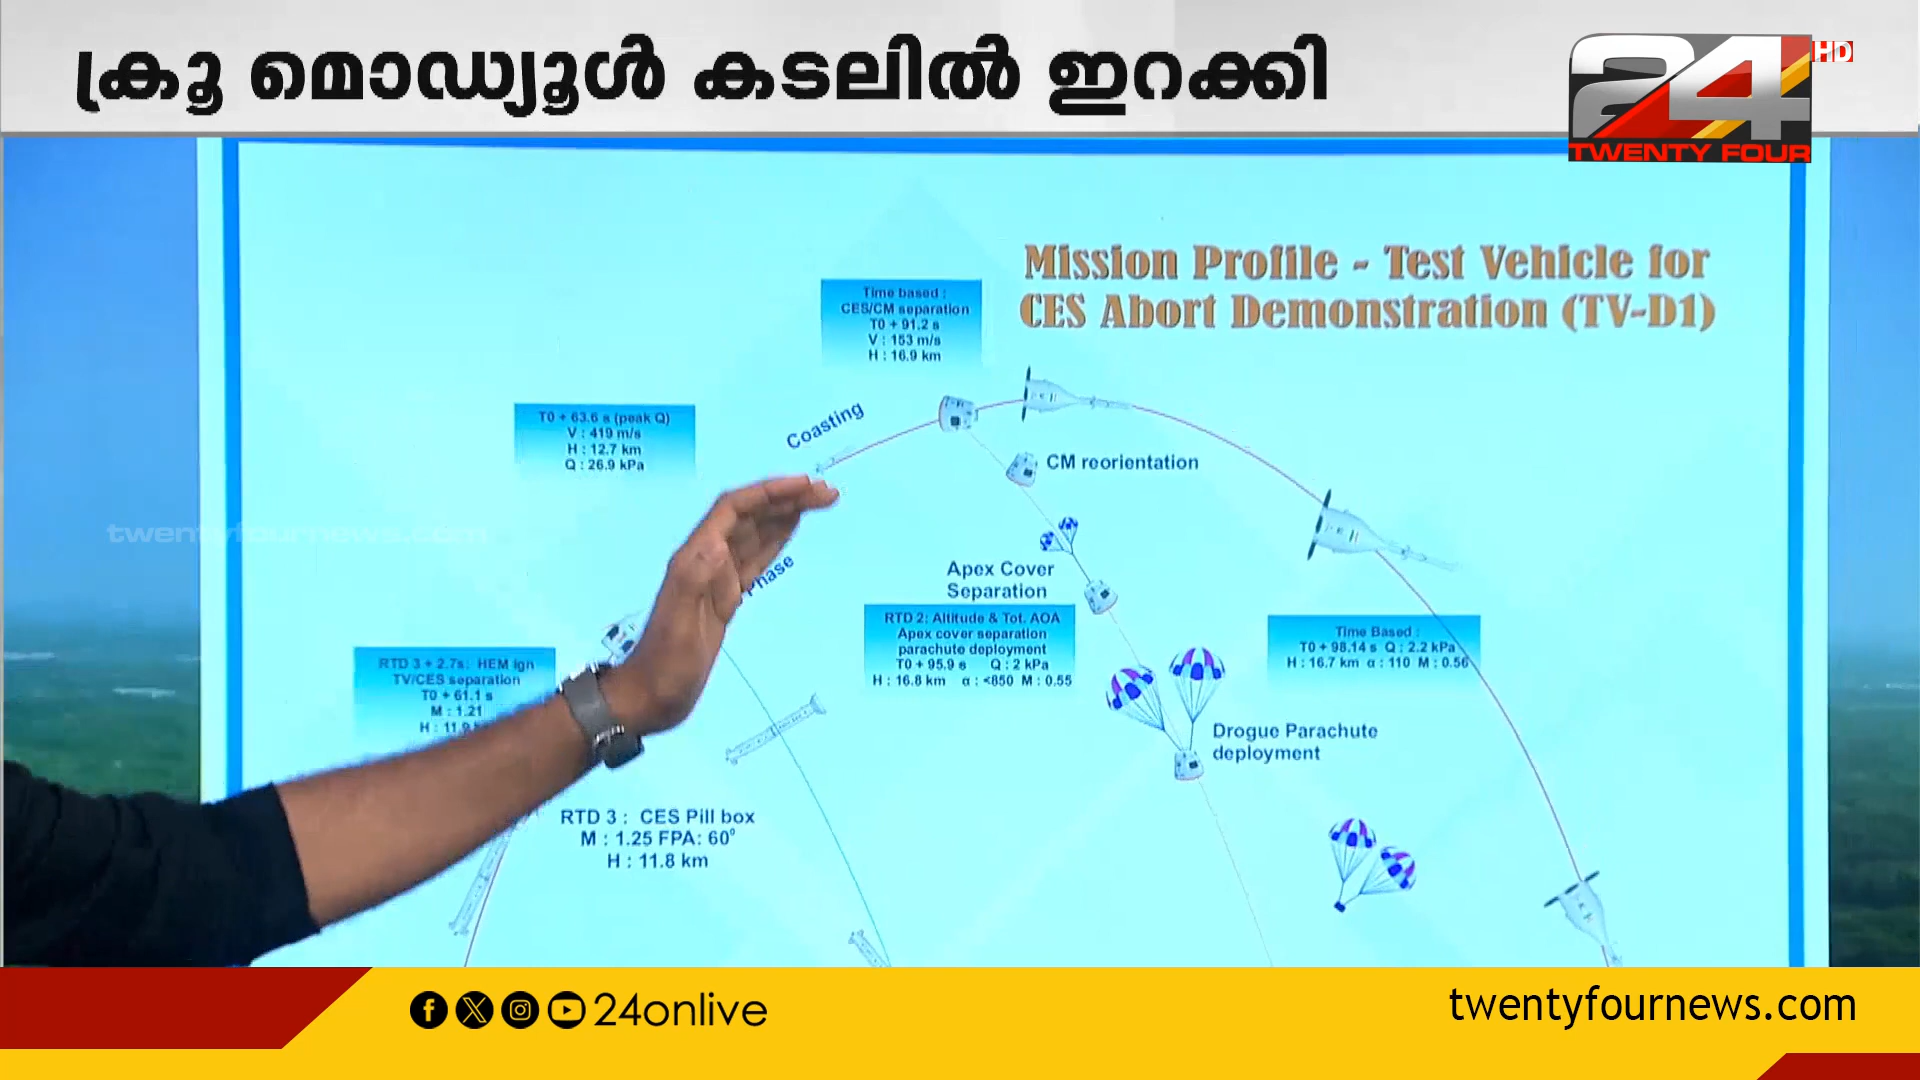 ക്രൂ മൊഡ്യൂൾ കടലിൽ ഇറക്കി
24 HD
TWENTY FOUR
Mission Profile - Test Vehicle for
CES Abort Demonstration (TV-D1)
Time based :
CES/CM separation
T0 + 91.2 s
V : 153 m/s
H : 16.9 km
T0 + 63.6 s (peak Q)
V : 419 m/s
H : 12.7 km
Q : 26.9 kPa
Coasting
CM reorientation
twentyfournews.com
Phase
Apex Cover
Separation
RTD 2: Altitude & Tot. AOA
Apex cover separation
parachute deployment
T0 + 95.9 s Q : 2 kPa
H : 16.8 km α : <850 M : 0.55
Time Based :
T0 + 98.14 s Q : 2.2 kPa
H : 16.7 km α : 110 M : 0.56
RTD 3 + 2.7s: HEM ign
TV/CES separation
T0 + 61.1 s
M : 1.21
H : 11.9
Drogue Parachute
deployment
RTD 3 : CES Pill box
M : 1.25 FPA: 60⁰
H : 11.8 km
24onlive
twentyfournews.com